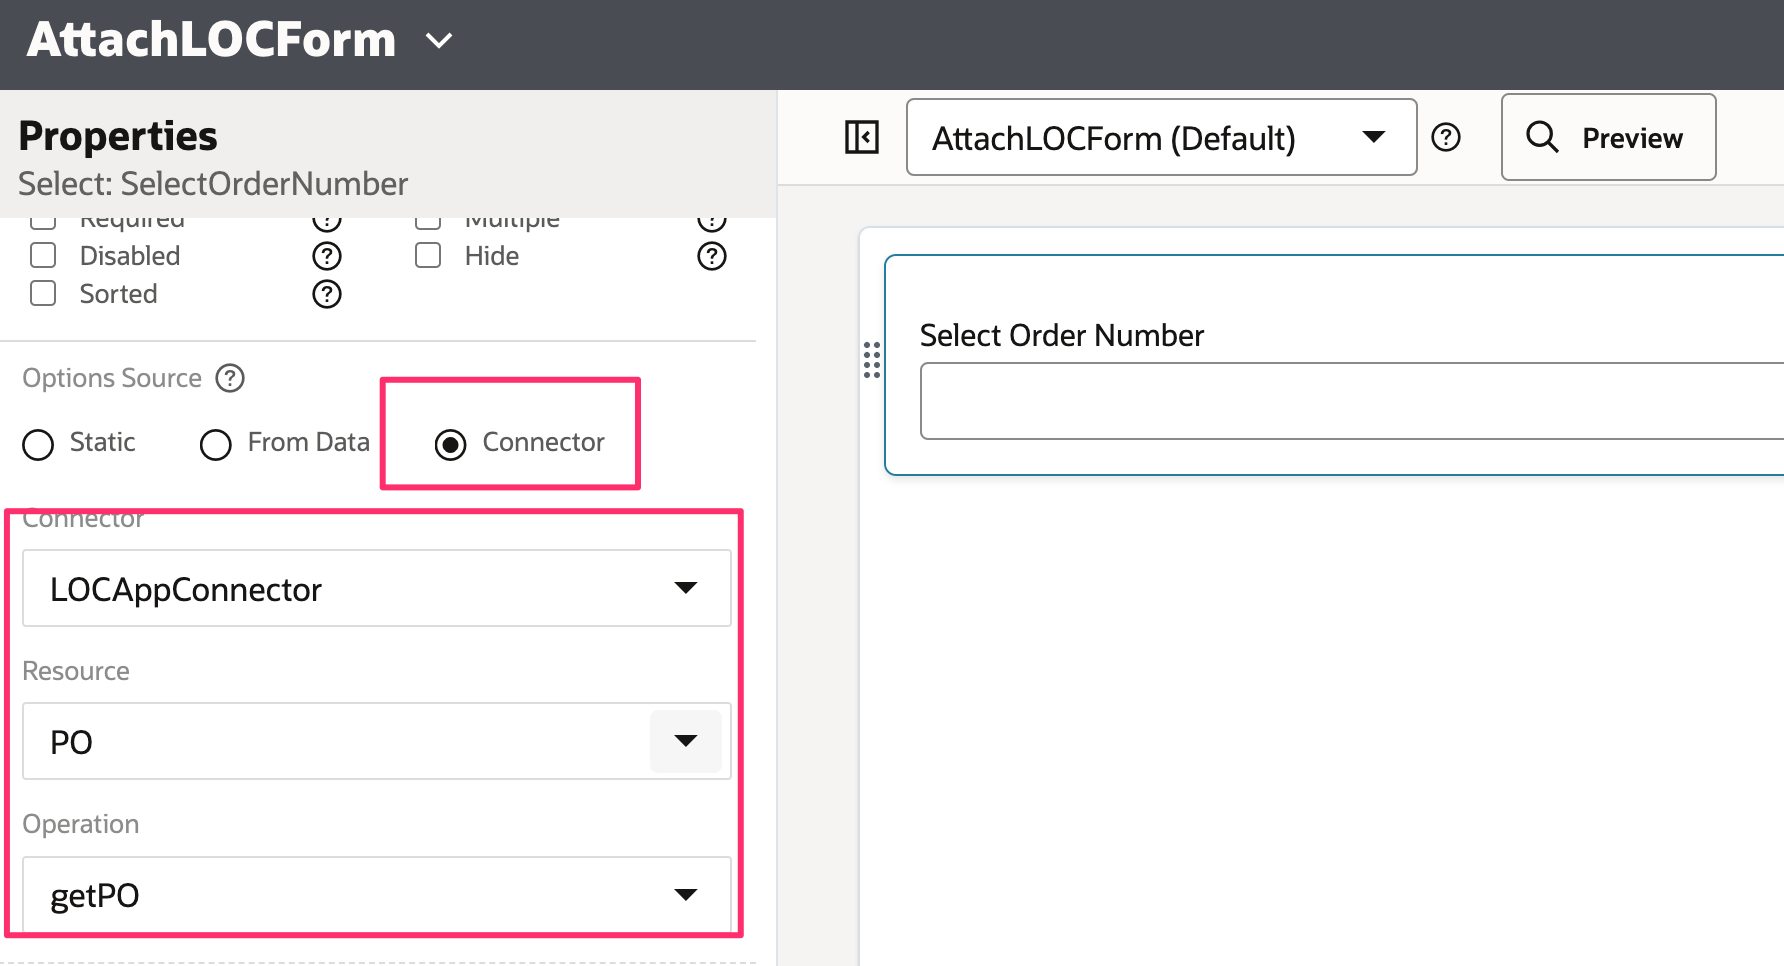 AttachLOCForm
Properties
Select: SelectOrderNumber
Required
Multiple
Disabled
Hide
Sorted
Options Source
Static
From Data
Connector
Connector
LOCAppConnector
Resource
PO
Operation
getPO
AttachLOCForm (Default)
Preview
Select Order Number